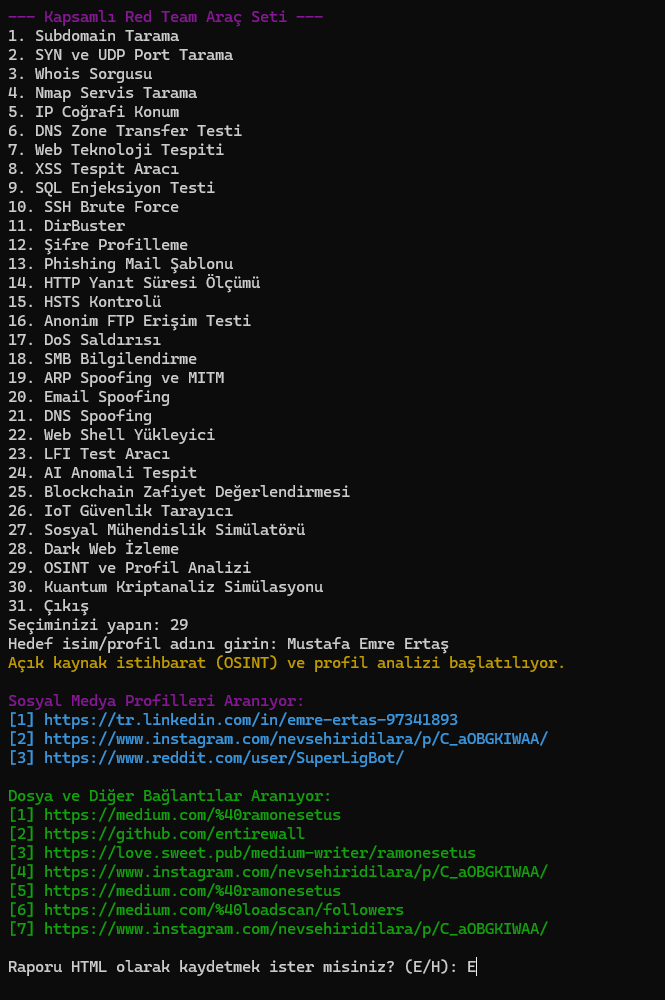 --- Kapsamlı Red Team Araç Seti ---
1. Subdomain Tarama
2. SYN ve UDP Port Tarama
3. Whois Sorgusu
4. Nmap Servis Tarama
5. IP Coğrafi Konum
6. DNS Zone Transfer Testi
7. Web Teknoloji Tespiti
8. XSS Tespit Aracı
9. SQL Enjeksiyon Testi
10. SSH Brute Force
11. DirBuster
12. Şifre Profilleme
13. Phishing Mail Şablonu
14. HTTP Yanıt Süresi Ölçümü
15. HSTS Kontrolü
16. Anonim FTP Erişim Testi
17. DoS Saldırısı
18. SMB Bilgilendirme
19. ARP Spoofing ve MITM
20. Email Spoofing
21. DNS Spoofing
22. Web Shell Yükleyici
23. LFI Test Aracı
24. AI Anomali Tespit
25. Blockchain Zafiyet Değerlendirmesi
26. IoT Güvenlik Tarayıcı
27. Sosyal Mühendislik Simülatörü
28. Dark Web İzleme
29. OSINT ve Profil Analizi
30. Kuantum Kriptanaliz Simülasyonu
31. Çıkış
Seçiminizi yapın: 29
Hedef isim/profil adını girin: Mustafa Emre Ertaş
Açık kaynak istihbarat (OSINT) ve profil analizi başlatılıyor.
Sosyal Medya Profilleri Aranıyor:
[1] https://tr.linkedin.com/in/emre-ertas-97341893
[2] https://www.instagram.com/nevsehiridilara/p/C_aOBGKIWAA/
[3] https://www.reddit.com/user/SuperLigBot/
Dosya ve Diğer Bağlantılar Aranıyor:
[1] https://medium.com/%40ramonesetus
[2] https://github.com/entirewall
[3] https://love.sweet.pub/medium-writer/ramonesetus
[4] https://www.instagram.com/nevsehiridilara/p/C_aOBGKIWAA/
[5] https://medium.com/%40ramonesetus
[6] https://medium.com/%40loadscan/followers
[7] https://www.instagram.com/nevsehiridilara/p/C_aOBGKIWAA/
Raporu HTML olarak kaydetmek ister misiniz? (E/H): E